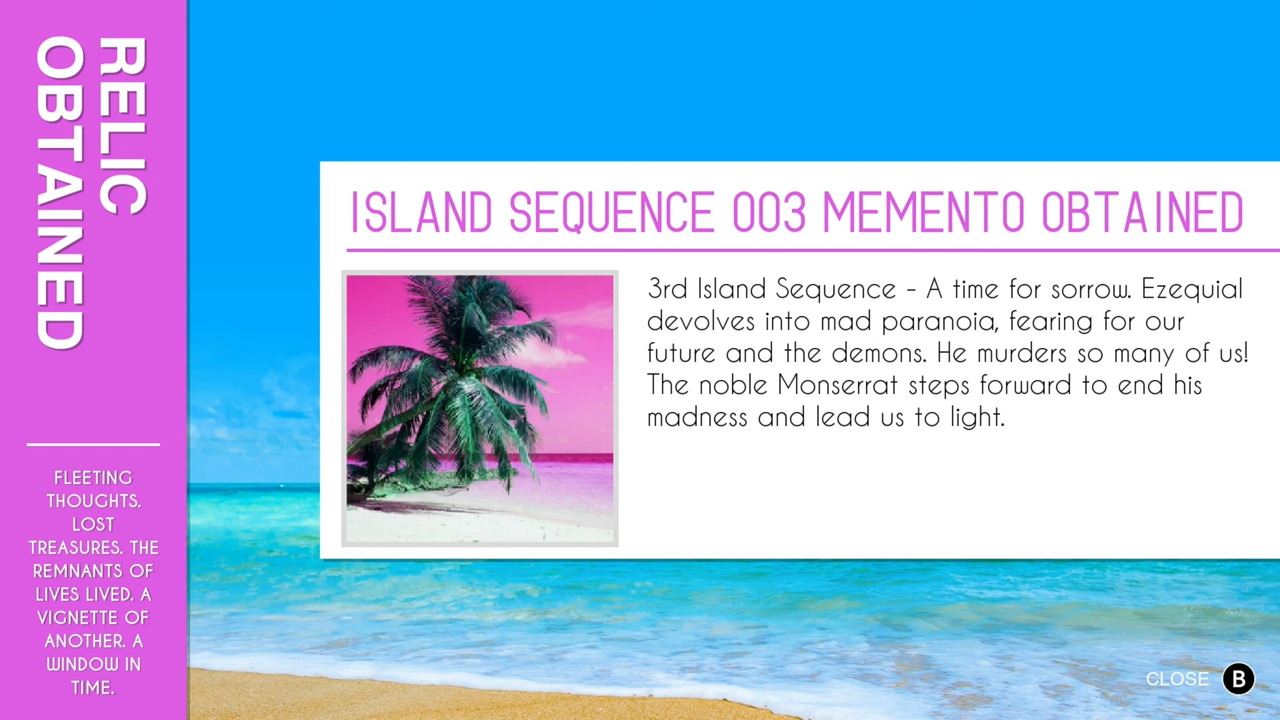 RELIC
OBTAINED
FLEETING
THOUGHTS.
LOST
TREASURES. THE
REMNANTS OF
LIVES LIVED. A
VIGNETTE OF
ANOTHER. A
WINDOW IN
TIME.
ISLAND SEQUENCE 003 MEMENTO OBTAINED
3rd Island Sequence - A time for sorrow. Ezequial
devolves into mad paranoia, fearing for our
future and the demons. He murders so many of us!
The noble Monserrat steps forward to end his
madness and lead us to light.
CLOSE B